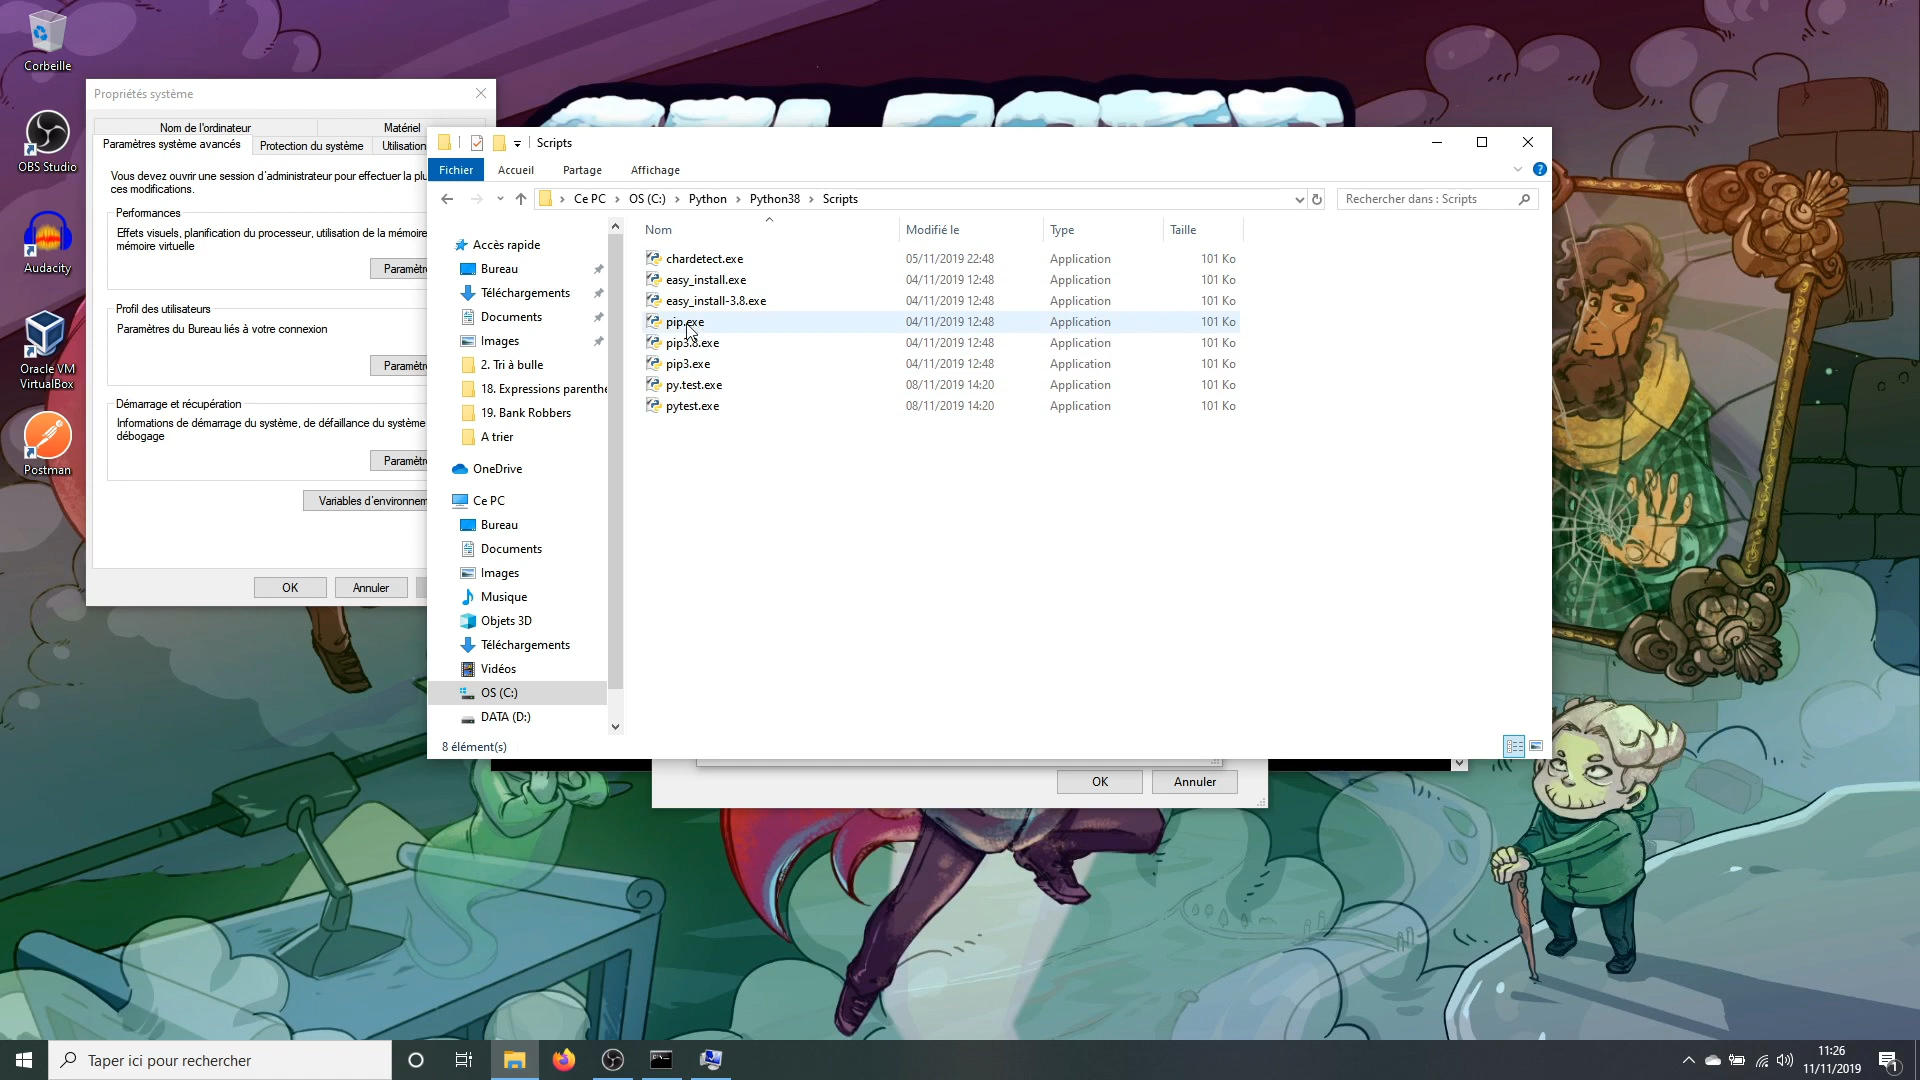 Corbeille
OBS Studio
Audacity
Oracle VM
VirtualBox
Postman
Propriétés système
Nom de l'ordinateur
Matériel
Paramètres système avancés
Protection du système
Utilisation
Vous devez ouvrir une session d'administrateur pour effectuer la plu
ces modifications.
Performances
Effets visuels, planification du processeur, utilisation de la mémoire
mémoire virtuelle
Paramètre
Profil des utilisateurs
Paramètres du Bureau liés à votre connexion
Paramètre
Démarrage et récupération
Informations de démarrage du système, de défaillance du système
débogage
Paramètre
Variables d'environnem
OK
Annuler
Scripts
Fichier
Accueil
Partage
Affichage
Ce PC
OS (C:)
Python
Python38
Scripts
Rechercher dans : Scripts
Accès rapide
Bureau
Téléchargements
Documents
Images
2. Tri à bulle
18. Expressions parenthe
19. Bank Robbers
A trier
OneDrive
Ce PC
Bureau
Documents
Images
Musique
Objets 3D
Téléchargements
Vidéos
OS (C:)
DATA (D:)
Nom Modifié le Type Taille
chardetect.exe 05/11/2019 22:48 Application 101 Ko
easy_install.exe 04/11/2019 12:48 Application 101 Ko
easy_install-3.8.exe 04/11/2019 12:48 Application 101 Ko
pip.exe 04/11/2019 12:48 Application 101 Ko
pip3.8.exe 04/11/2019 12:48 Application 101 Ko
pip3.exe 04/11/2019 12:48 Application 101 Ko
py.test.exe 08/11/2019 14:20 Application 101 Ko
pytest.exe 08/11/2019 14:20 Application 101 Ko
8 élément(s)
OK
Annuler
Taper ici pour rechercher
11:26
11/11/2019
1